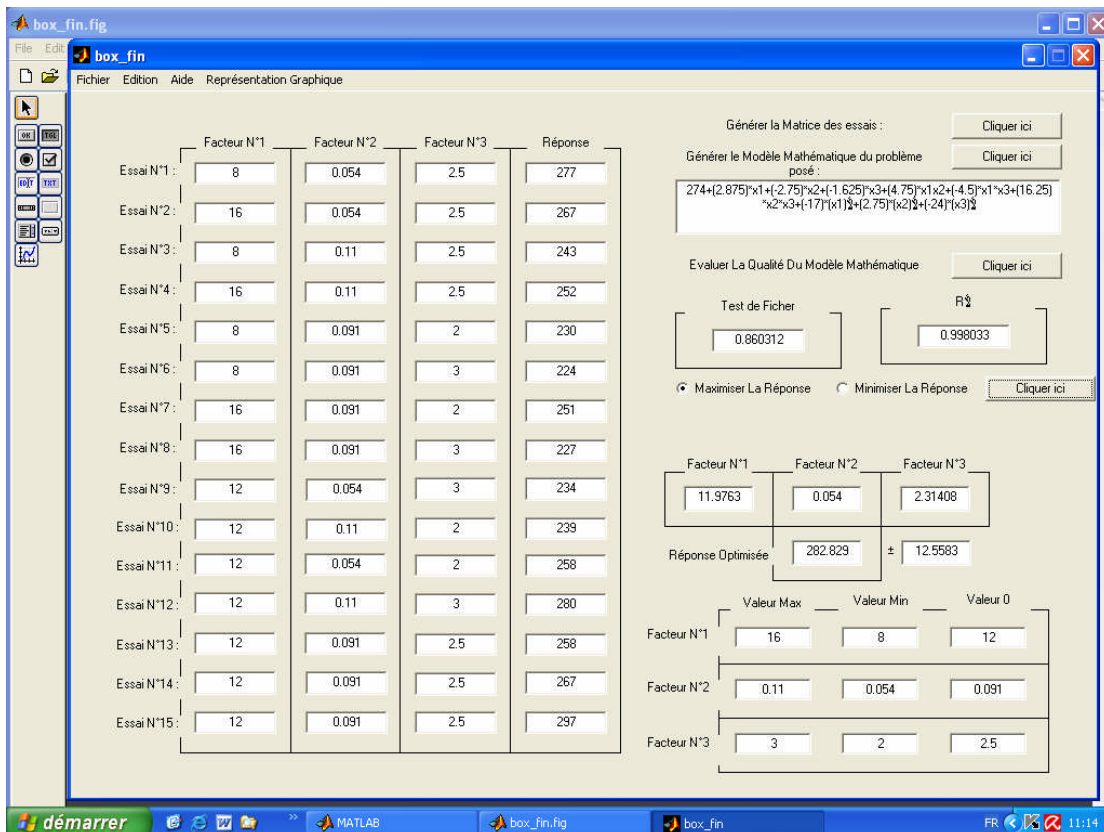 box_fin.fig
File Edit
box_fin
Fichier Edition Aide Représentation Graphique
Facteur N°1 Facteur N°2 Facteur N°3 Réponse
Essai N°1 : 8 0.054 2.5 277
Essai N°2 : 16 0.054 2.5 267
Essai N°3 : 8 0.11 2.5 243
Essai N°4 : 16 0.11 2.5 252
Essai N°5 : 8 0.091 2 230
Essai N°6 : 8 0.091 3 224
Essai N°7 : 16 0.091 2 251
Essai N°8 : 16 0.091 3 227
Essai N°9 : 12 0.054 3 234
Essai N°10 : 12 0.11 2 239
Essai N°11 : 12 0.054 2 258
Essai N°12 : 12 0.11 3 280
Essai N°13 : 12 0.091 2.5 258
Essai N°14 : 12 0.091 2.5 267
Essai N°15 : 12 0.091 2.5 297
Générer la Matrice des essais : Cliquer ici
Générer le Modèle Mathématique du problème Cliquer ici
posé :
274+(2.875)*x1+(-2.75)*x2+(-1.625)*x3+(4.75)*x1x2+(-4.5)*x1*x3+(16.25)
*x2*x3+(-17)*(x1)²+(2.75)*(x2)²+(-24)*(x3)²
Evaluer La Qualité Du Modèle Mathématique Cliquer ici
Test de Ficher R²
0.860312 0.998033
Maximiser La Réponse Minimiser La Réponse Cliquer ici
Facteur N°1 Facteur N°2 Facteur N°3
11.9763 0.054 2.31408
Réponse Optimisée 282.829 ± 12.5583
Valeur Max Valeur Min Valeur 0
Facteur N°1 16 8 12
Facteur N°2 0.11 0.054 0.091
Facteur N°3 3 2 2.5
démarrer » MATLAB box_fin.fig box_fin FR 11:14